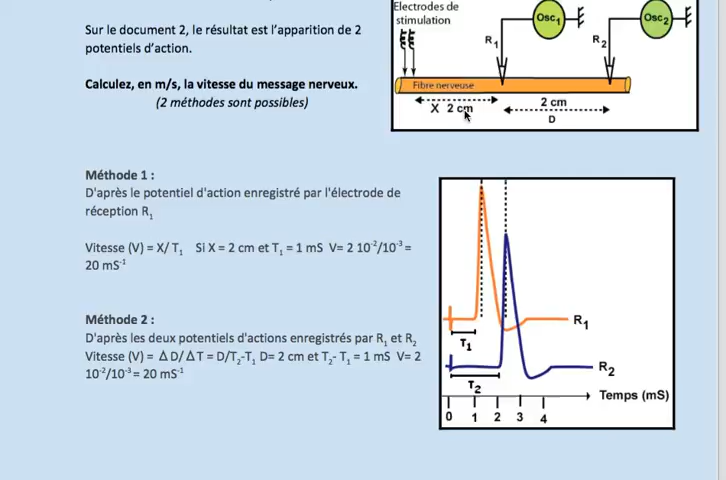 Electrodes de
stimulation
Osc1
Osc2
R1
R2
Sur le document 2, le résultat est l'apparition de 2
potentiels d'action.
Calculez, en m/s, la vitesse du message nerveux.
(2 méthodes sont possibles)
Fibre nerveuse
X 2 cm
2 cm
D
Méthode 1 :
D'après le potentiel d'action enregistré par l'électrode de
réception R1
Vitesse (V) = X/ T1 Si X = 2 cm et T1 = 1 mS V= 2 10-2/10-3 =
20 mS-1
Méthode 2 :
D'après les deux potentiels d'actions enregistrés par R1 et R2
Vitesse (V) = ΔD/ΔT = D/T2-T1 D= 2 cm et T2- T1 = 1 mS V= 2
10-2/10-3 = 20 mS-1
R1
T1
R2
T2
Temps (mS)
0 1 2 3 4